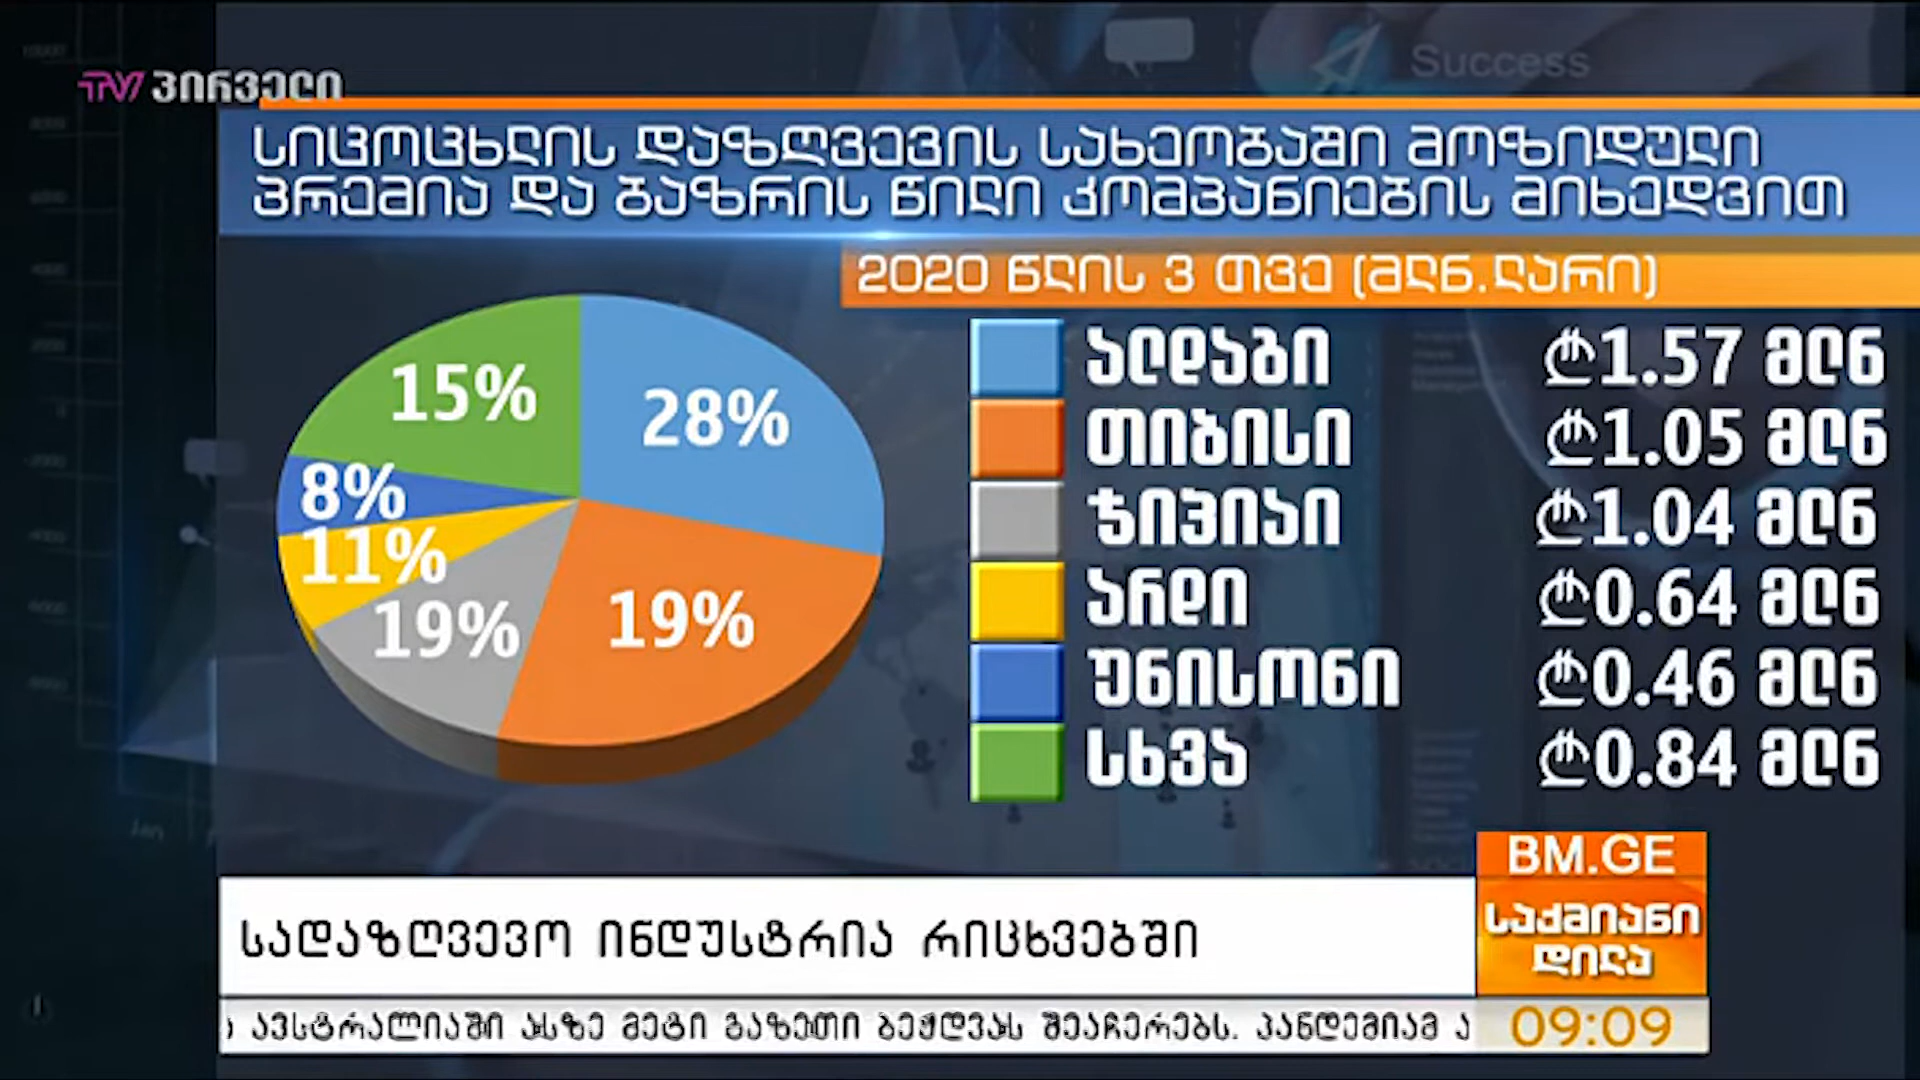 Success
TV პირველი
სიცოცხლის დაზღვევის სახეობაში მოზიდული
პრემია და ბაზრის წილი კომპანიების მიხედვით
2020 წლის 3 თვე (მლნ.ლარი)
15%
28%
8%
11%
19%
19%
ალდაგი ₾1.57 მლნ
თიბისი ₾1.05 მლნ
ჯიპიაი ₾1.04 მლნ
არდი ₾0.64 მლნ
უნისონი ₾0.46 მლნ
სხვა ₾0.84 მლნ
BM.GE
საქმიანი
დილა
სადაზღვევო ინდუსტრია რიცხვებში
ავსტრალიაში ასზე მეტი გაზეთი ბეჭდვას შეაჩერებს. პანდემიამ ა
09:09